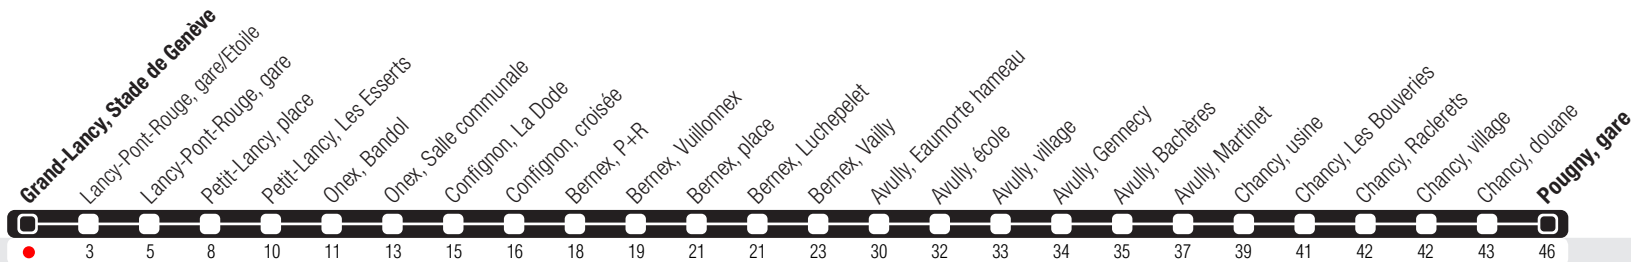 Grand-Lancy, Stade de Genève
Lancy-Pont-Rouge, gare/Etoile
Lancy-Pont-Rouge, gare
Petit-Lancy, place
Petit-Lancy, Les Esserts
Onex, Bandol
Onex, Salle communale
Confignon, La Dode
Confignon, croisée
Bernex, P+R
Bernex, Vuillonnex
Bernex, place
Bernex, Luchepelet
Bernex, Vailly
Avully, Eaumorte hameau
Avully, école
Avully, village
Avully, Gennecy
Avully, Bachères
Avully, Martinet
Chancy, usine
Chancy, Les Bouveries
Chancy, Raclerets
Chancy, village
Chancy, douane
Pougny, gare
3 5 8 10 11 13 15 16 18 19 21 21 23 30 32 33 34 35 37 39 41 42 42 43 46